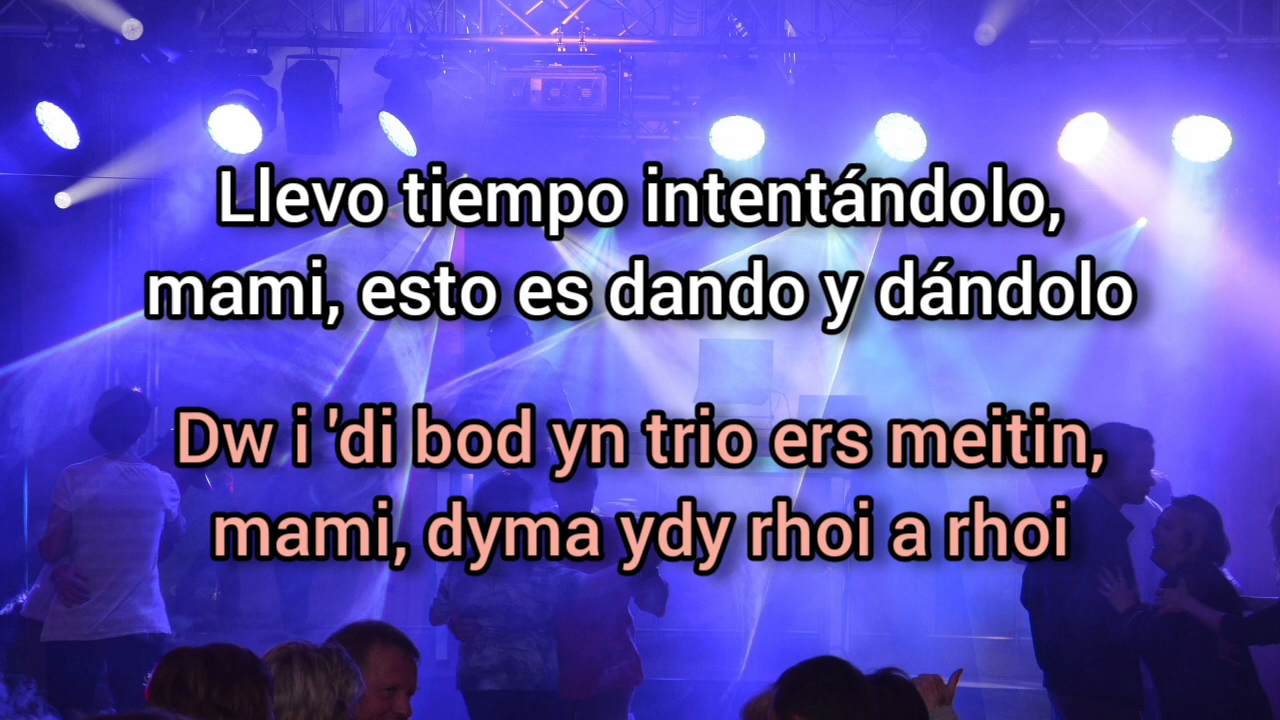 Llevo tiempo intentándolo,
mami, esto es dando y dándolo
Dw i 'di bod yn trio ers meitin,
mami, dyma ydy rhoi a rhoi